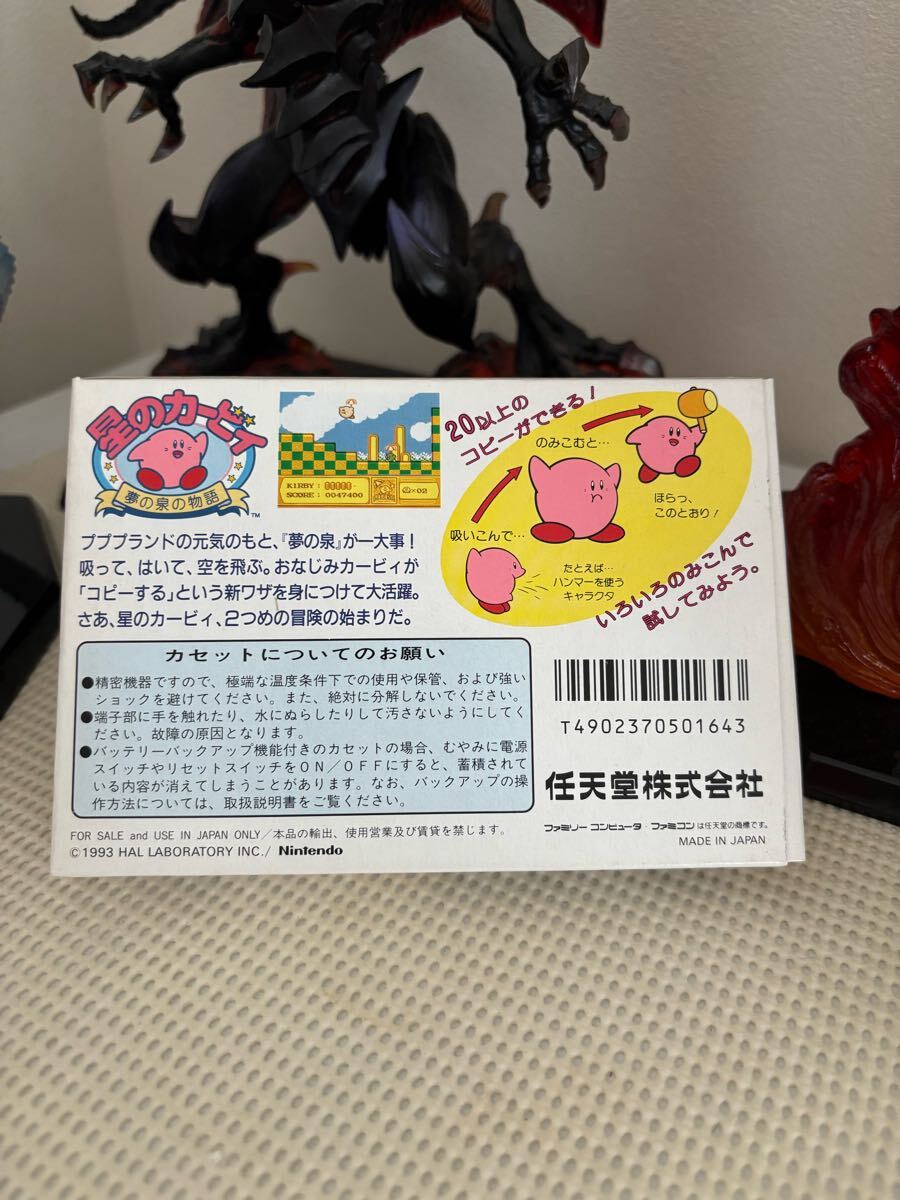 星のカービィ
夢の泉の物語
™
KIRBY:
SCORE: 0047400
×02
20以上の
コピーができる!
のみこむと…
ほらっ、
このとおり!
吸いこんで…
たとえば…
ハンマーを使う
キャラクタ
いろいろのみこんで
試してみよう。
プププランドの元気のもと、『夢の泉』が一大事!
吸って、はいて、空を飛ぶ。おなじみカービィが
「コピーする」という新ワザを身につけて大活躍。
さあ、星のカービィ、2つめの冒険の始まりだ。
カセットについてのお願い
●精密機器ですので、極端な温度条件下での使用や保管、および強い
ショックを避けてください。また、絶対に分解しないでください。
●端子部に手を触れたり、水にぬらしたりして汚さないようにしてく
ださい。故障の原因となります。
●バッテリーバックアップ機能付きのカセットの場合、むやみに電源
スイッチやリセットスイッチをON/OFFにすると、蓄積されて
いる内容が消えてしまうことがあります。なお、バックアップの操
作方法については、取扱説明書をご覧ください。
T4902370501643
任天堂株式会社
FOR SALE and USE IN JAPAN ONLY/本品の輸出、使用営業及び賃貸を禁じます。
©1993 HAL LABORATORY INC./ Nintendo
ファミリーコンピュータ・ファミコンは任天堂の商標です。
MADE IN JAPAN